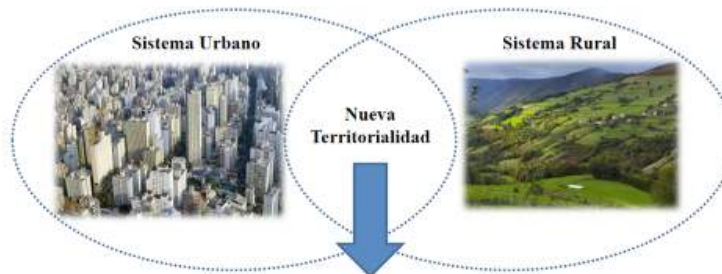 Sistema Urbano
Sistema Rural
Nueva
Territorialidad